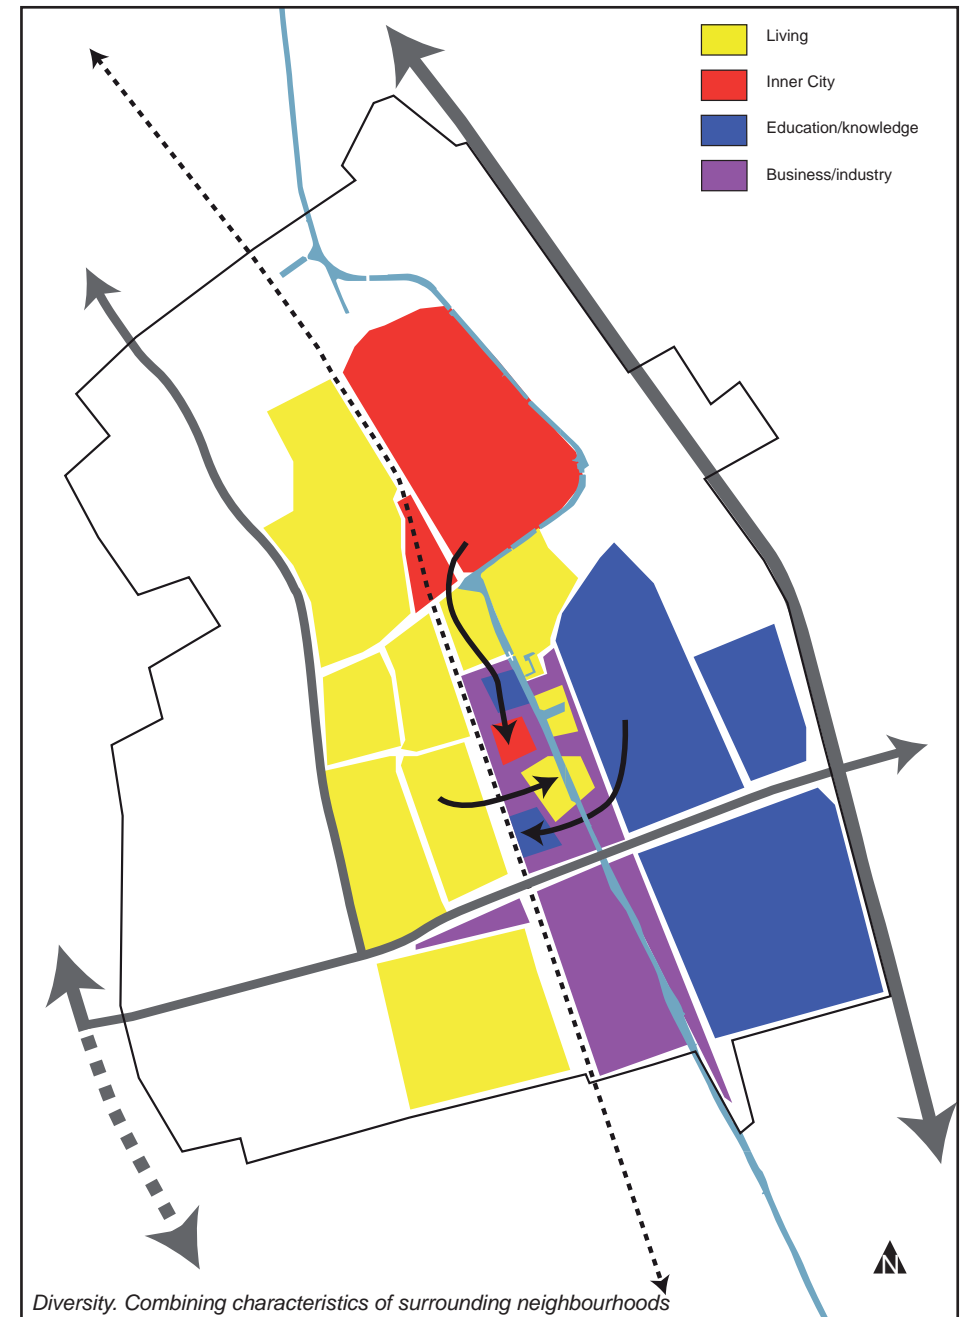 Living
Inner City
Education/knowledge
Business/industry
N
Diversity. Combining characteristics of surrounding neighbourhoods